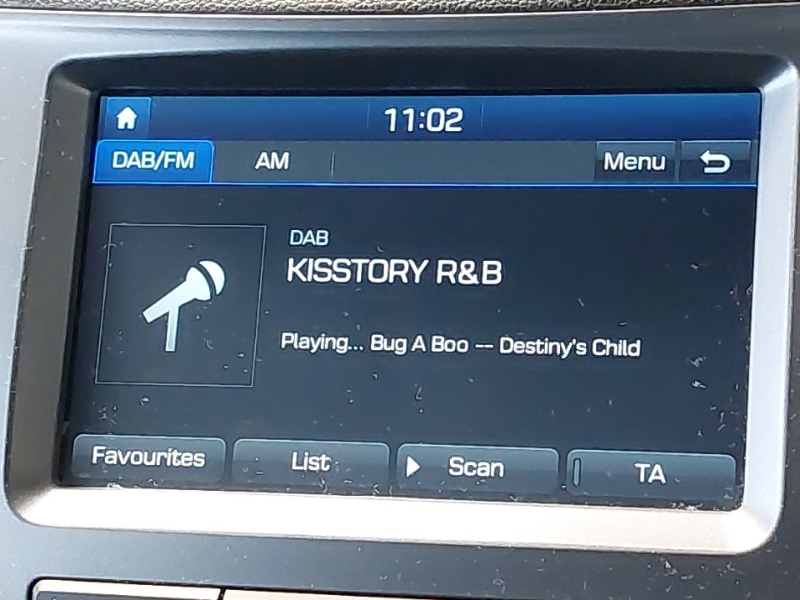 11:02
DAB/FM AM Menu
DAB
KISSTORY R&B
Playing... Bug A Boo -- Destiny's Child
Favourites List Scan TA